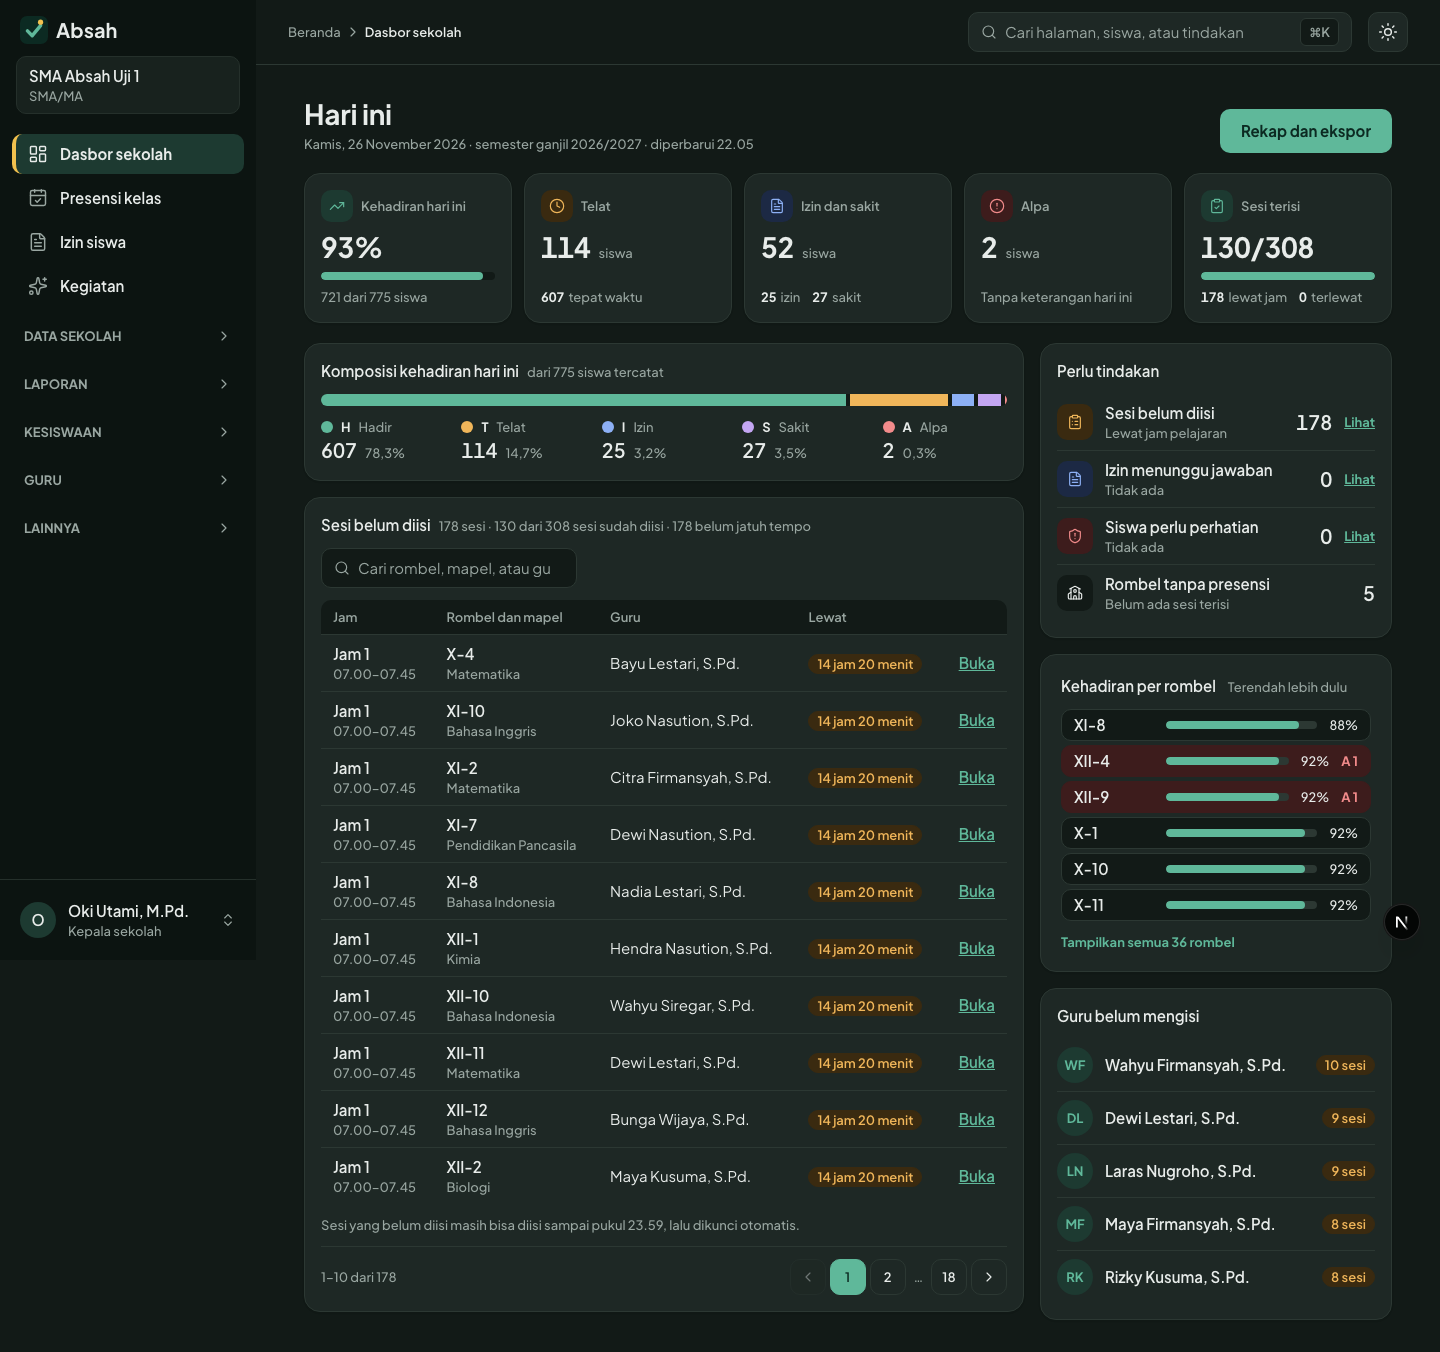 Absah
SMA Absah Uji 1
SMA/MA
Dasbor sekolah
Presensi kelas
Izin siswa
Kegiatan
DATA SEKOLAH
LAPORAN
KESISWAAN
GURU
LAINNYA
O
Oki Utami, M.Pd.
Kepala sekolah
Beranda > Dasbor sekolah
Cari halaman, siswa, atau tindakan ⌘K
Hari ini
Kamis, 26 November 2026 · semester ganjil 2026/2027 · diperbarui 22.05
Rekap dan ekspor
Kehadiran hari ini
93%
721 dari 775 siswa
Telat
114 siswa
607 tepat waktu
Izin dan sakit
52 siswa
25 izin 27 sakit
Alpa
2 siswa
Tanpa keterangan hari ini
Sesi terisi
130/308
178 lewat jam 0 terlewat
Komposisi kehadiran hari ini dari 775 siswa tercatat
H Hadir T Telat I Izin S Sakit A Alpa
607 78,3% 114 14,7% 25 3,2% 27 3,5% 2 0,3%
Sesi belum diisi 178 sesi · 130 dari 308 sesi sudah diisi · 178 belum jatuh tempo
Cari rombel, mapel, atau gu
Jam Rombel dan mapel Guru Lewat
Jam 1 X-4 Bayu Lestari, S.Pd. 14 jam 20 menit Buka
07.00–07.45 Matematika
Jam 1 XI-10 Joko Nasution, S.Pd. 14 jam 20 menit Buka
07.00–07.45 Bahasa Inggris
Jam 1 XI-2 Citra Firmansyah, S.Pd. 14 jam 20 menit Buka
07.00–07.45 Matematika
Jam 1 XI-7 Dewi Nasution, S.Pd. 14 jam 20 menit Buka
07.00–07.45 Pendidikan Pancasila
Jam 1 XI-8 Nadia Lestari, S.Pd. 14 jam 20 menit Buka
07.00–07.45 Bahasa Indonesia
Jam 1 XII-1 Hendra Nasution, S.Pd. 14 jam 20 menit Buka
07.00–07.45 Kimia
Jam 1 XII-10 Wahyu Siregar, S.Pd. 14 jam 20 menit Buka
07.00–07.45 Bahasa Indonesia
Jam 1 XII-11 Dewi Lestari, S.Pd. 14 jam 20 menit Buka
07.00–07.45 Matematika
Jam 1 XII-12 Bunga Wijaya, S.Pd. 14 jam 20 menit Buka
07.00–07.45 Bahasa Inggris
Jam 1 XII-2 Maya Kusuma, S.Pd. 14 jam 20 menit Buka
07.00–07.45 Biologi
Sesi yang belum diisi masih bisa diisi sampai pukul 23.59, lalu dikunci otomatis.
1–10 dari 178 1 2 … 18
Perlu tindakan
Sesi belum diisi 178 Lihat
Lewat jam pelajaran
Izin menunggu jawaban 0 Lihat
Tidak ada
Siswa perlu perhatian 0 Lihat
Tidak ada
Rombel tanpa presensi 5
Belum ada sesi terisi
Kehadiran per rombel Terendah lebih dulu
XI-8 88%
XII-4 92% A 1
XII-9 92% A 1
X-1 92%
X-10 92%
X-11 92%
Tampilkan semua 36 rombel
N
Guru belum mengisi
WF Wahyu Firmansyah, S.Pd. 10 sesi
DL Dewi Lestari, S.Pd. 9 sesi
LN Laras Nugroho, S.Pd. 9 sesi
MF Maya Firmansyah, S.Pd. 8 sesi
RK Rizky Kusuma, S.Pd. 8 sesi